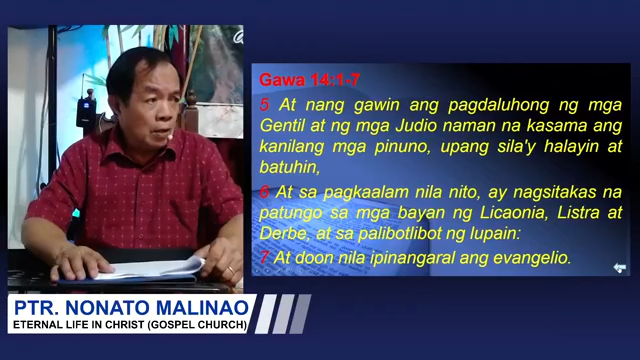 Gawa 14:1-7
5 At nang gawin ang pagdaluhong ng mga
Gentil at ng mga Judio naman na kasama ang
kanilang mga pinuno, upang sila'y halayin at
batuhin,
6 At sa pagkaalam nila nito, ay nagsitakas na
patungo sa mga bayan ng Licaonia, Listra at
Derbe, at sa palibotlibot ng lupain:
7 At doon nila ipinangaral ang evangelio.
PTR. NONATO MALINAO
ETERNAL LIFE IN CHRIST (GOSPEL CHURCH)